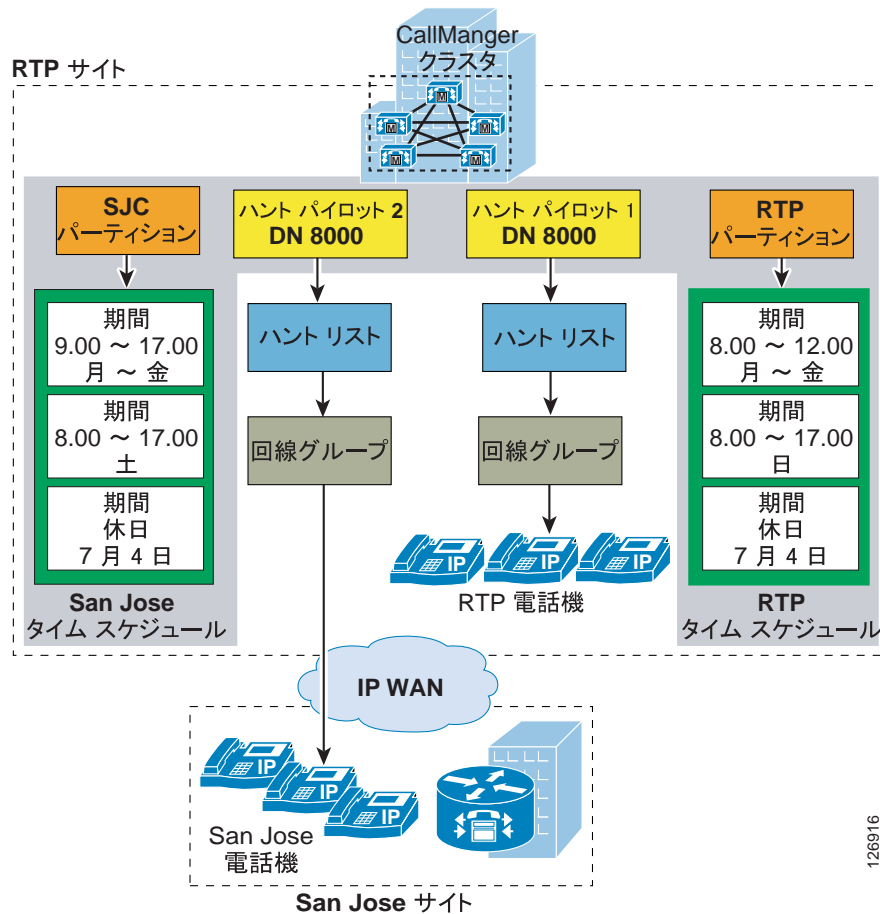 CallManger
クラスタ
RTP サイト
M
M
M
M
M
SJC
パーティション
ハント パイロット 2
DN 8000
ハント パイロット 1
DN 8000
RTP
パーティション
期間
9.00 ～ 17.00
月 ～ 金
期間
8.00 ～ 17.00
土
期間
休日
7 月 4 日
San Jose
タイム スケジュール
ハント リスト
回線グループ
ハント リスト
回線グループ
IP
IP
IP
RTP 電話機
期間
8.00 ～ 12.00
月 ～ 金
期間
8.00 ～ 17.00
日
期間
休日
7 月 4 日
RTP
タイム スケジュール
IP WAN
IP
IP
IP
San Jose
電話機
San Jose サイト
126916